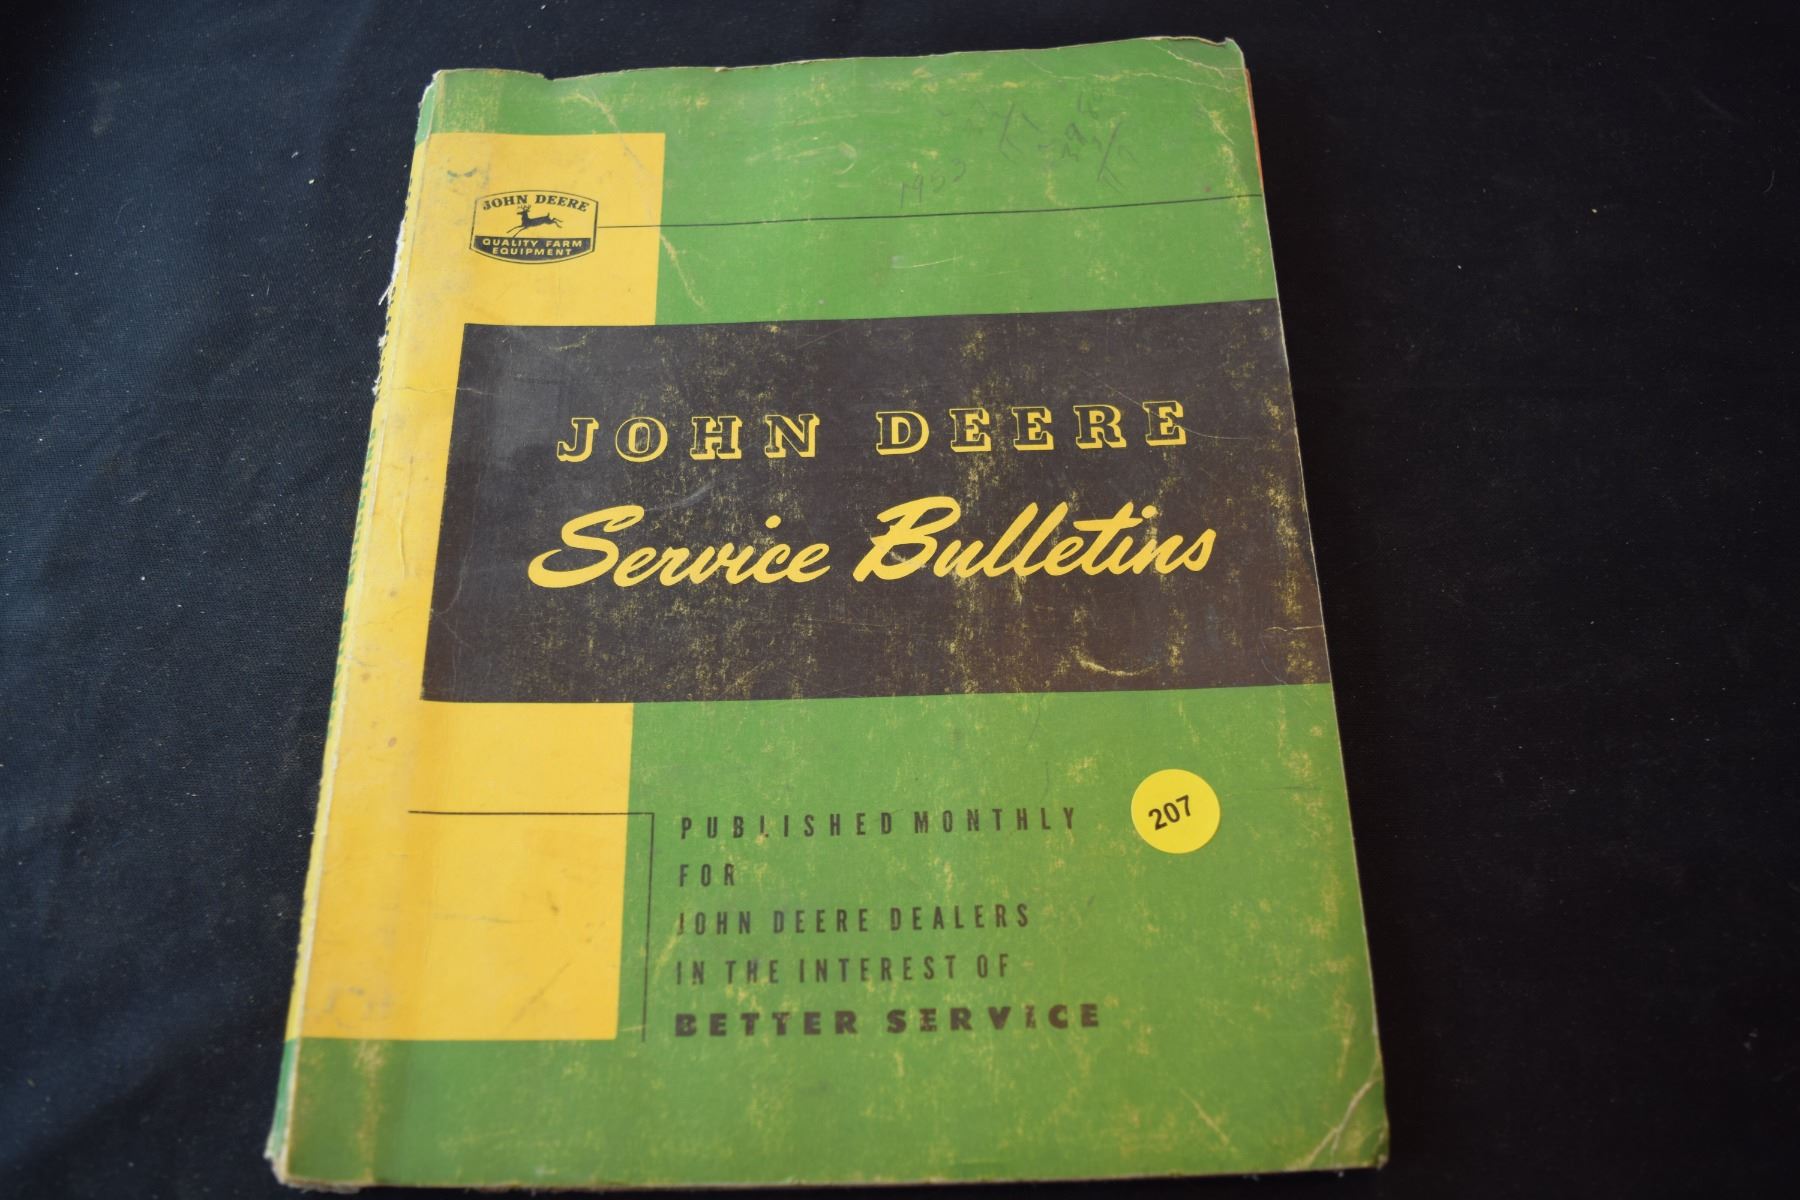 1953
JOHN DEERE
QUALITY FARM
EQUIPMENT
JOHN DEERE
Service Bulletins
PUBLISHED MONTHLY
207
FOR
JOHN DEERE DEALERS
IN THE INTEREST OF
BETTER SERVICE